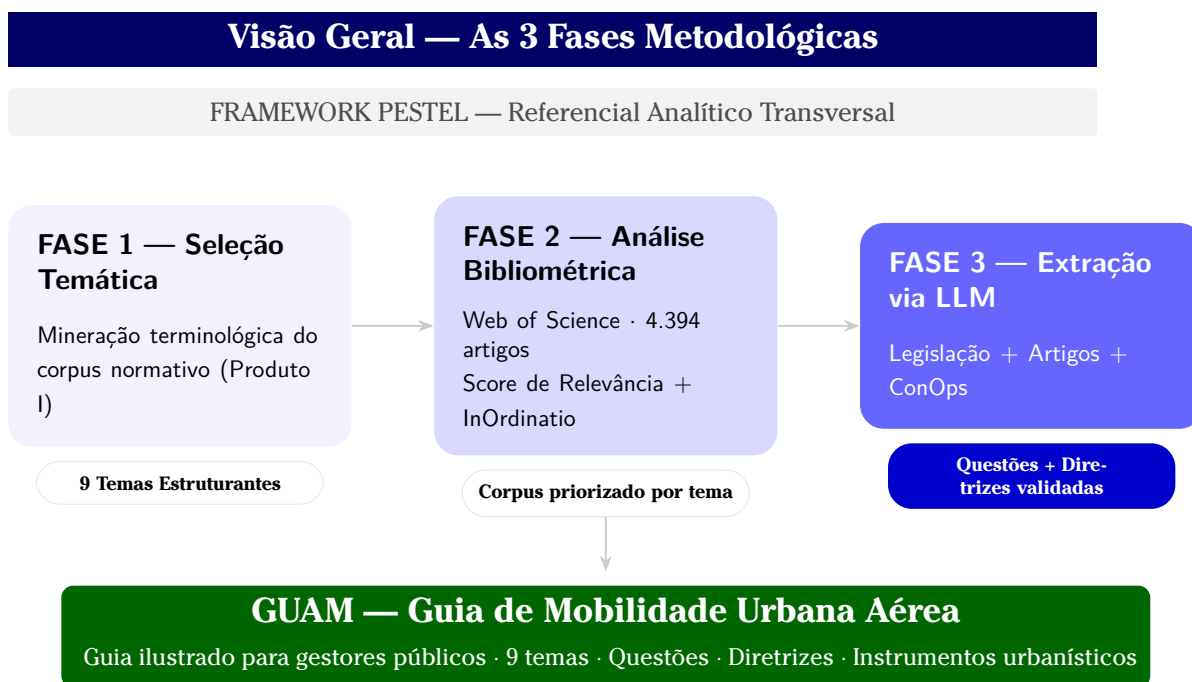 Visão Geral — As 3 Fases Metodológicas
FRAMEWORK PESTEL — Referencial Analítico Transversal
FASE 1 — Seleção
Temática
Mineração terminológica do
corpus normativo (Produto
I)
9 Temas Estruturantes
FASE 2 — Análise
Bibliométrica
Web of Science · 4.394
artigos
Score de Relevância +
InOrdinatio
Corpus priorizado por tema
FASE 3 — Extração
via LLM
Legislação + Artigos +
ConOps
Questões + Dire-
trizes validadas
GUAM — Guia de Mobilidade Urbana Aérea
Guia ilustrado para gestores públicos · 9 temas · Questões · Diretrizes · Instrumentos urbanísticos